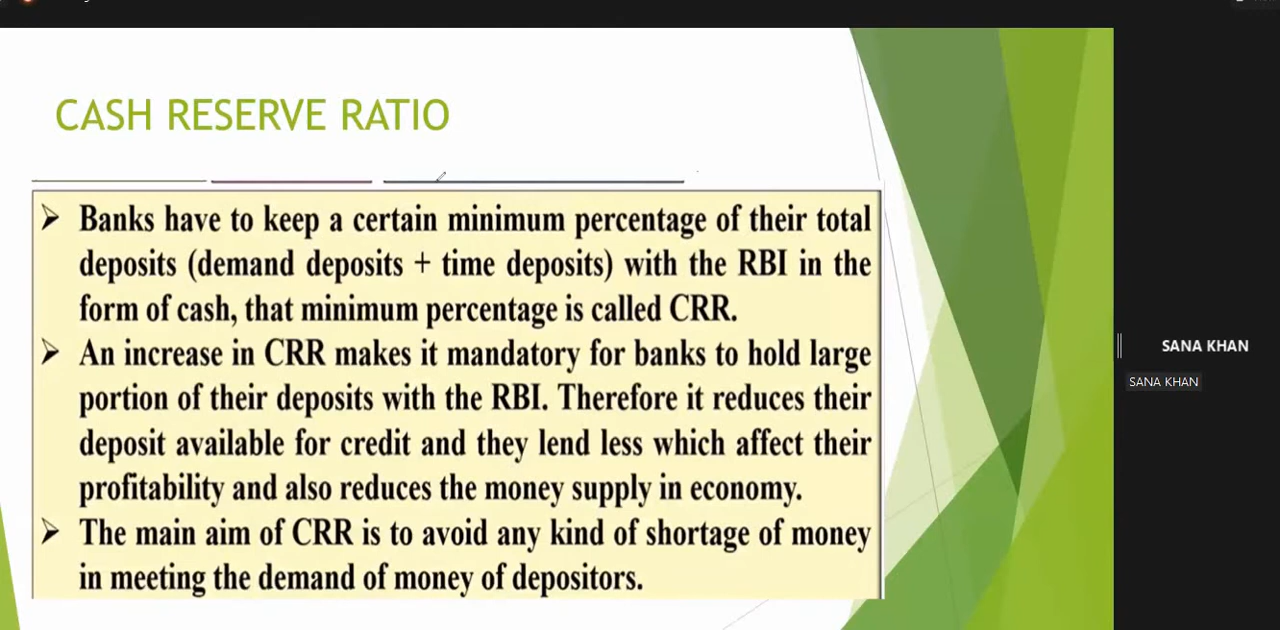 CASH RESERVE RATIO
➢ Banks have to keep a certain minimum percentage of their total
deposits (demand deposits + time deposits) with the RBI in the
form of cash, that minimum percentage is called CRR.
➢ An increase in CRR makes it mandatory for banks to hold large
portion of their deposits with the RBI. Therefore it reduces their
deposit available for credit and they lend less which affect their
profitability and also reduces the money supply in economy.
➢ The main aim of CRR is to avoid any kind of shortage of money
in meeting the demand of money of depositors.
SANA KHAN
SANA KHAN